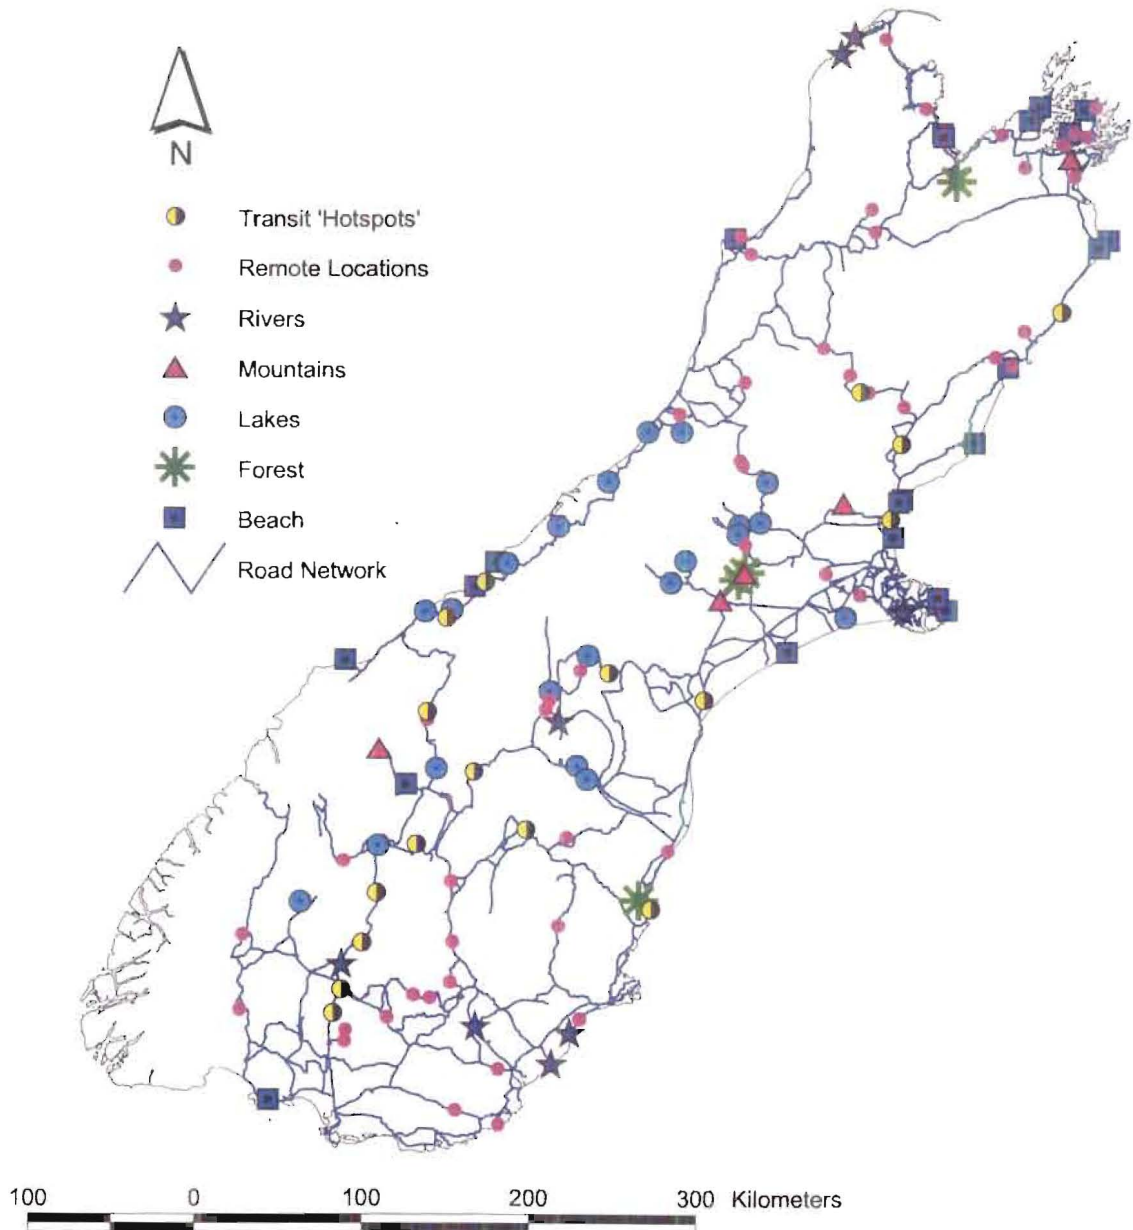 N
Transit 'Hotspots'
Remote Locations
Rivers
Mountains
Lakes
Forest
Beach
Road Network
100 0 100 200 300 Kilometers